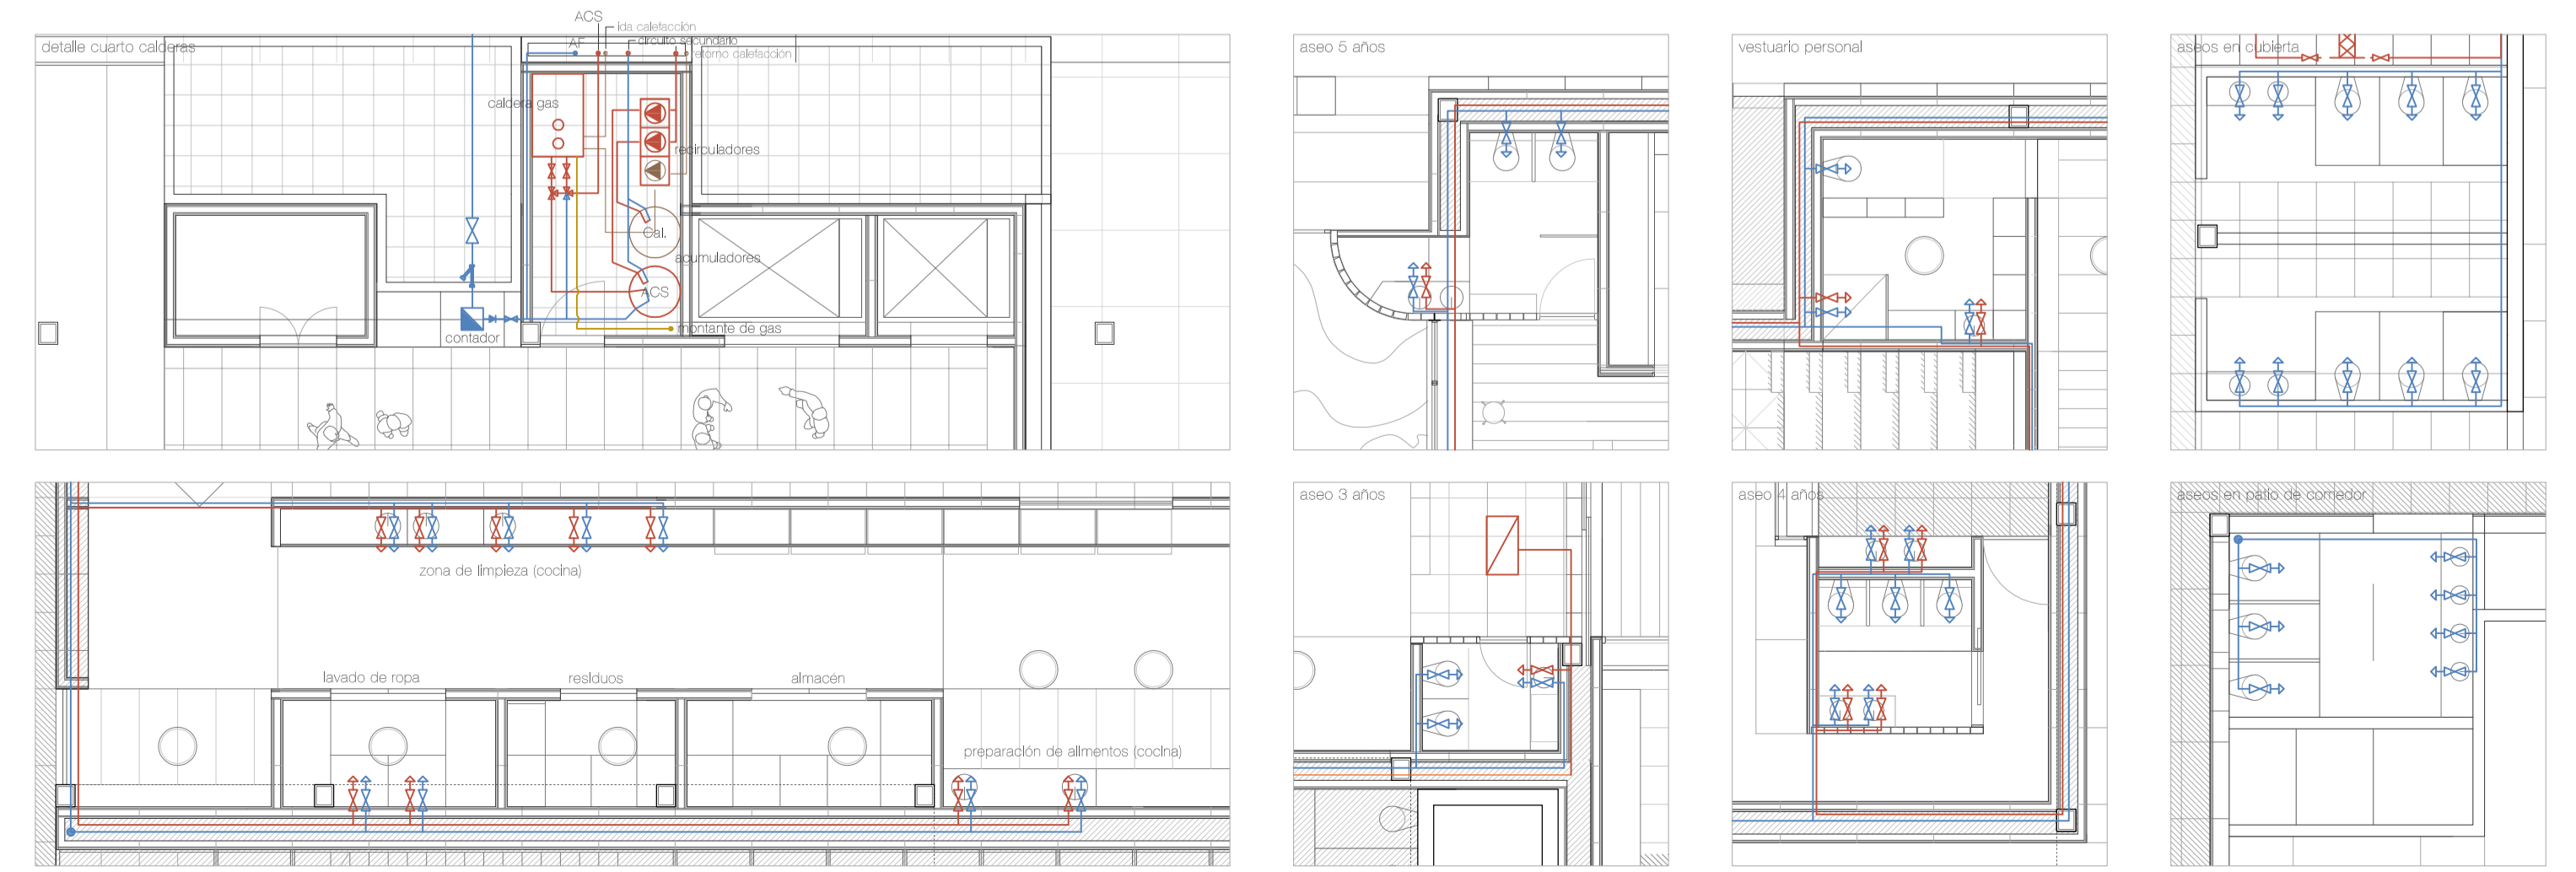 detalle cuarto calderas
ACS
ida calefacción
AF
circuito secundario
retorno calefacción
caldera gas
recirculadores
Cal.
acumuladores
ACS
montante de gas
contador
aseo 5 años
vestuario personal
aseos en cubierta
zona de limpieza (cocina)
lavado de ropa
residuos
almacén
preparación de alimentos (cocina)
aseo 3 años
aseo 4 años
aseos en patio de comedor